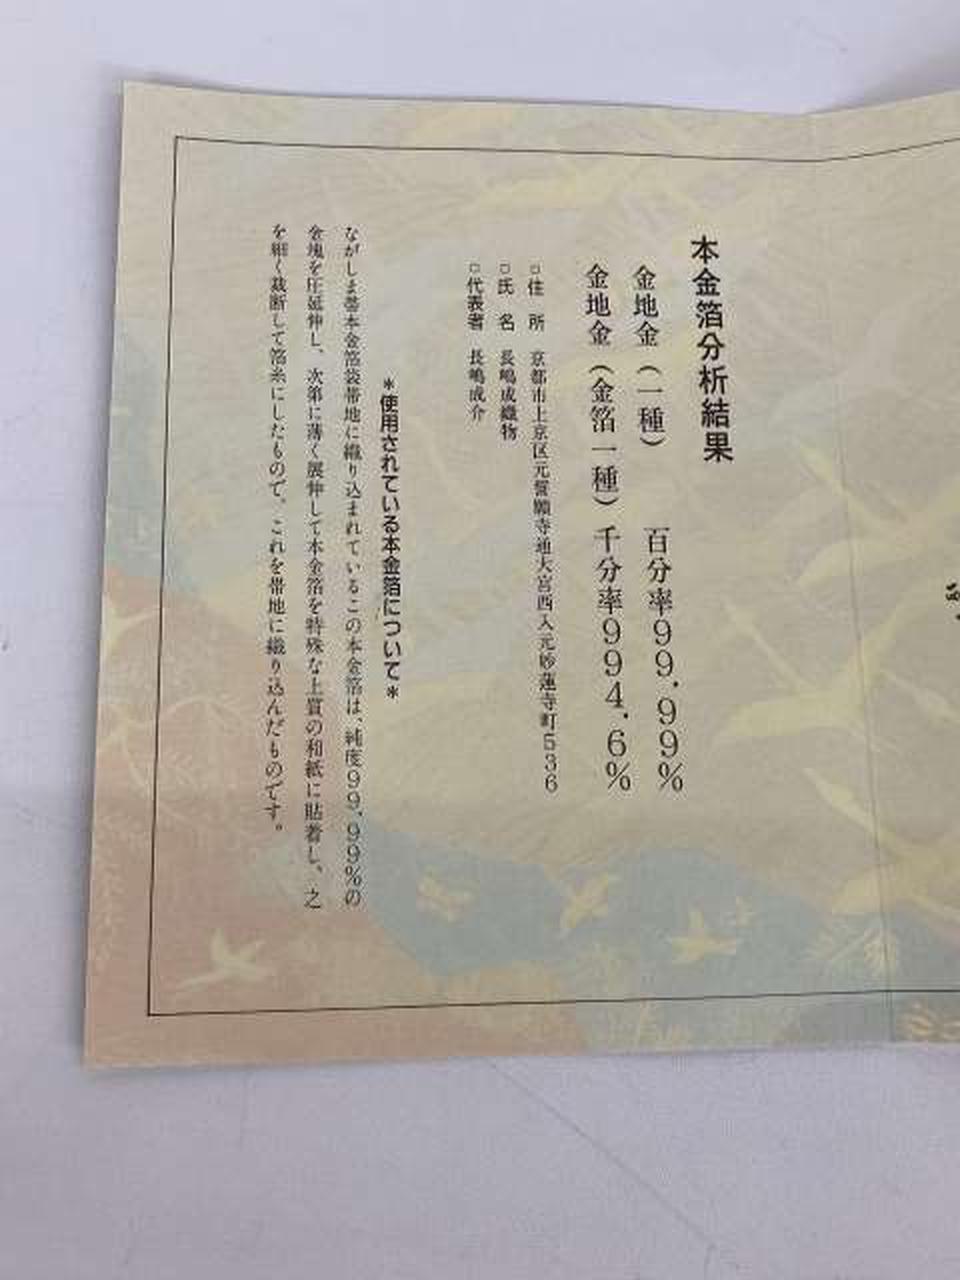 本金箔分析結果
金地金（一種）　百分率９９.９９%
金地金（金箔一種）千分率９９４.６%
○住　所　京都市上京区元誓願寺通大宮西入元妙蓮寺町５３６
○氏　名　長嶋成織物
○代表者　長嶋成介
＊使用されている本金箔について＊
ながしま帯本金箔袋帯地に織り込まれているこの本金箔は、純度９９.９９%の
金塊を圧延伸し、次第に薄く展伸して本金箔を特殊な上質の和紙に貼着し、之
を細く裁断して箔糸にしたもので、これを帯地に織り込んだものです。